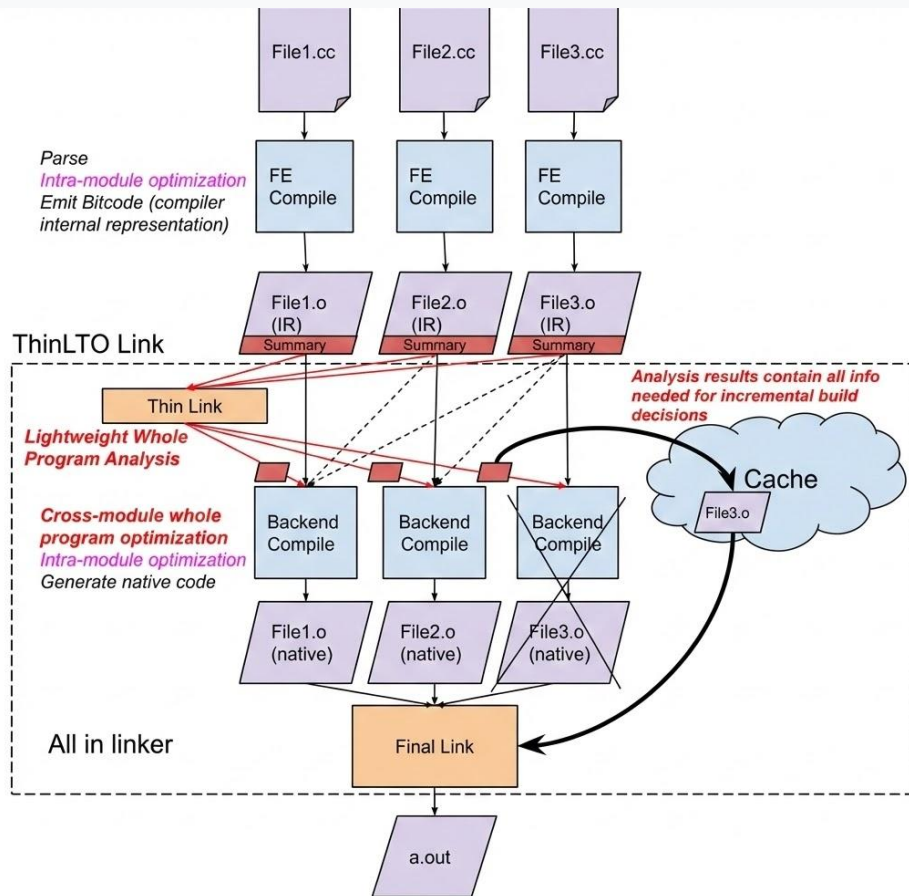 File1.cc
File2.cc
File3.cc
Parse
Intra-module optimization
Emit Bitcode (compiler
internal representation)
FE
Compile
FE
Compile
FE
Compile
File1.o
(IR)
Summary
File2.o
(IR)
Summary
File3.o
(IR)
Summary
ThinLTO Link
Thin Link
Analysis results contain all info
needed for incremental build
decisions
Lightweight Whole
Program Analysis
Cache
File3.o
Cross-module whole
program optimization
Intra-module optimization
Generate native code
Backend
Compile
Backend
Compile
Backend
Compile
File1.o
(native)
File2.o
(native)
File3.o
(native)
All in linker
Final Link
a.out